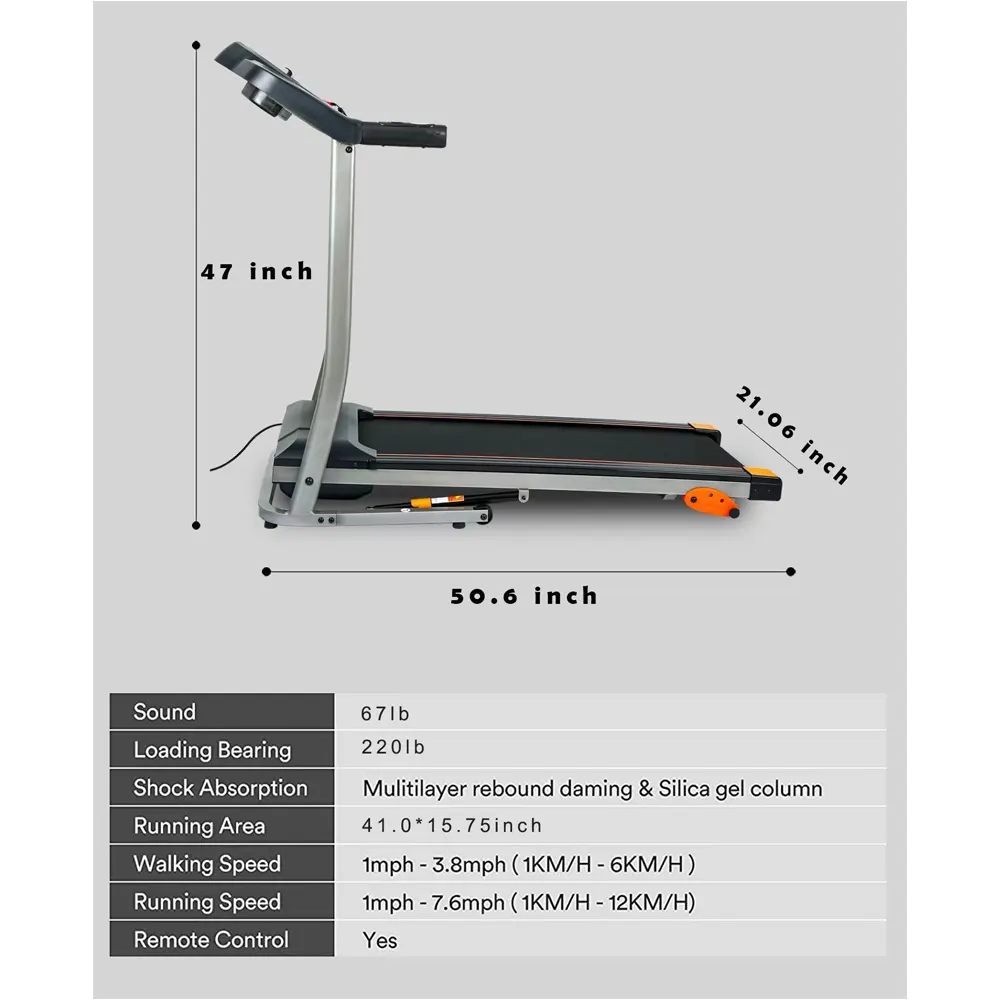 47 inch
21.06 inch
50.6 inch
Sound 67lb
Loading Bearing 220lb
Shock Absorption Mulitilayer rebound daming & Silica gel column
Running Area 41.0*15.75inch
Walking Speed 1mph - 3.8mph ( 1KM/H - 6KM/H )
Running Speed 1mph - 7.6mph ( 1KM/H - 12KM/H)
Remote Control Yes